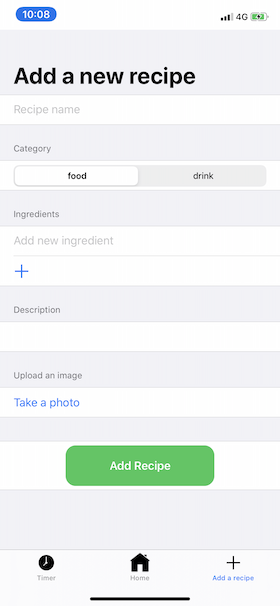 10:08
4G
Add a new recipe
Recipe name
Category
food
drink
Ingredients
Add new ingredient
Description
Upload an image
Take a photo
Add Recipe
Timer
Home
Add a recipe